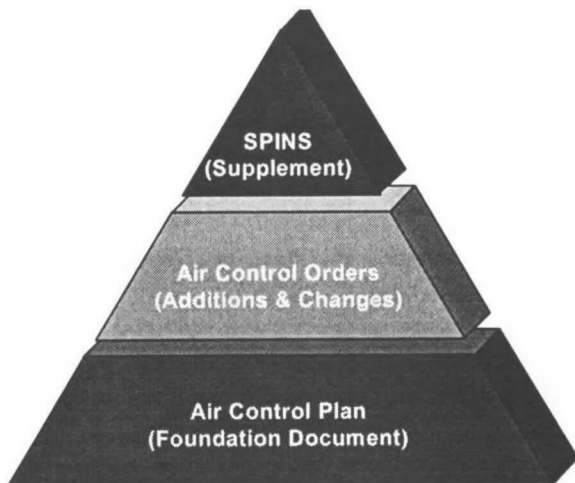 SPINS
(Supplement)
Air Control Orders
(Additions & Changes)
Air Control Plan
(Foundation Document)